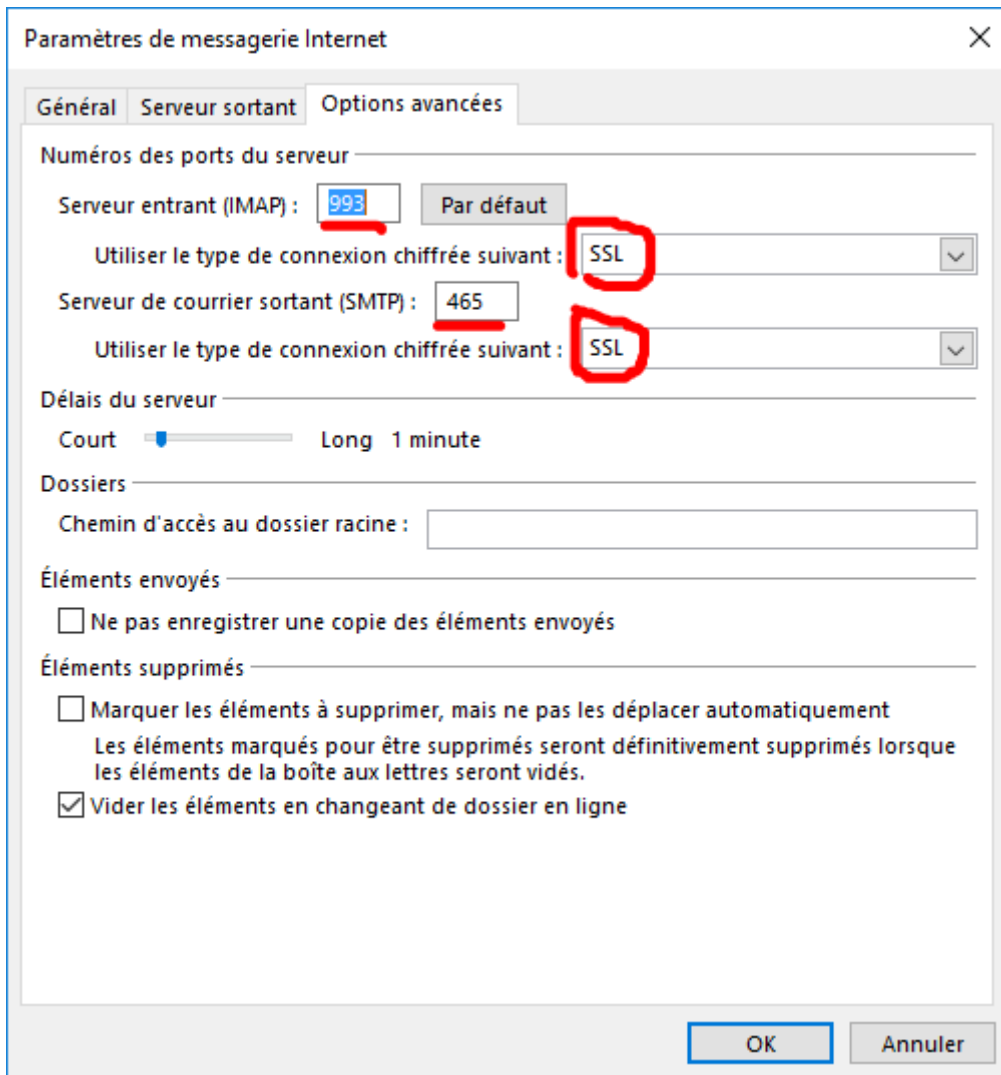 Paramètres de messagerie Internet
Général Serveur sortant Options avancées
Numéros des ports du serveur
Serveur entrant (IMAP) : 993 Par défaut
Utiliser le type de connexion chiffrée suivant : SSL
Serveur de courrier sortant (SMTP) : 465
Utiliser le type de connexion chiffrée suivant : SSL
Délais du serveur
Court Long 1 minute
Dossiers
Chemin d'accès au dossier racine :
Éléments envoyés
Ne pas enregistrer une copie des éléments envoyés
Éléments supprimés
Marquer les éléments à supprimer, mais ne pas les déplacer automatiquement
Les éléments marqués pour être supprimés seront définitivement supprimés lorsque
les éléments de la boîte aux lettres seront vidés.
Vider les éléments en changeant de dossier en ligne
OK Annuler